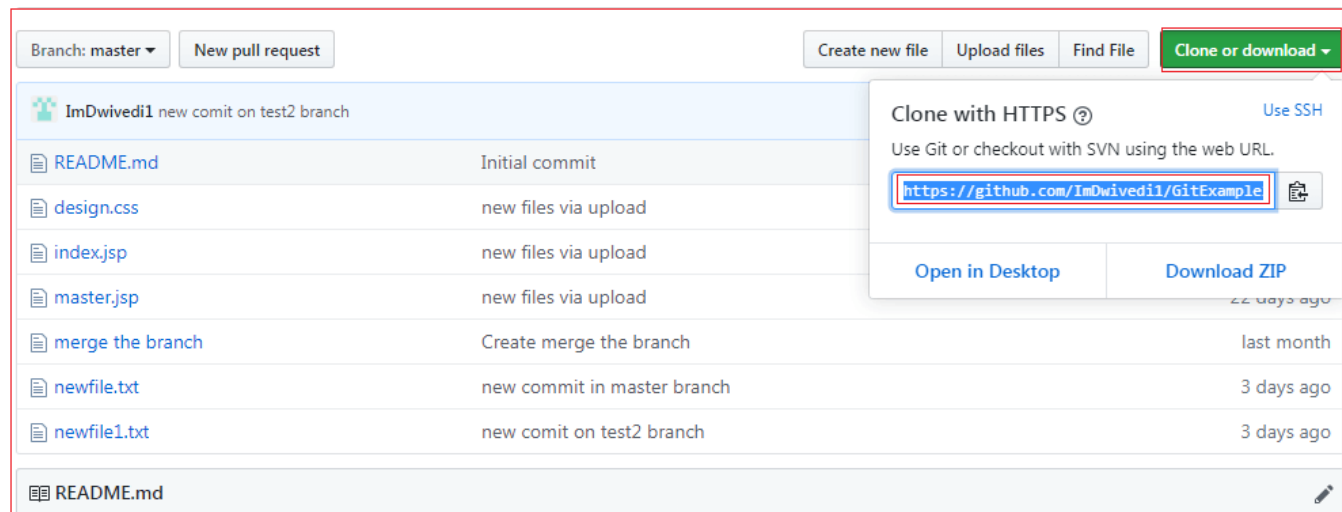 Branch: master New pull request Create new file Upload files Find File Clone or download
ImDwivedi1 new comit on test2 branch
Clone with HTTPS Use SSH
Use Git or checkout with SVN using the web URL.
https://github.com/ImDwivedi1/GitExample
Open in Desktop Download ZIP
README.md Initial commit
design.css new files via upload
index.jsp new files via upload
master.jsp new files via upload 22 days ago
merge the branch Create merge the branch last month
newfile.txt new commit in master branch 3 days ago
newfile1.txt new comit on test2 branch 3 days ago
README.md